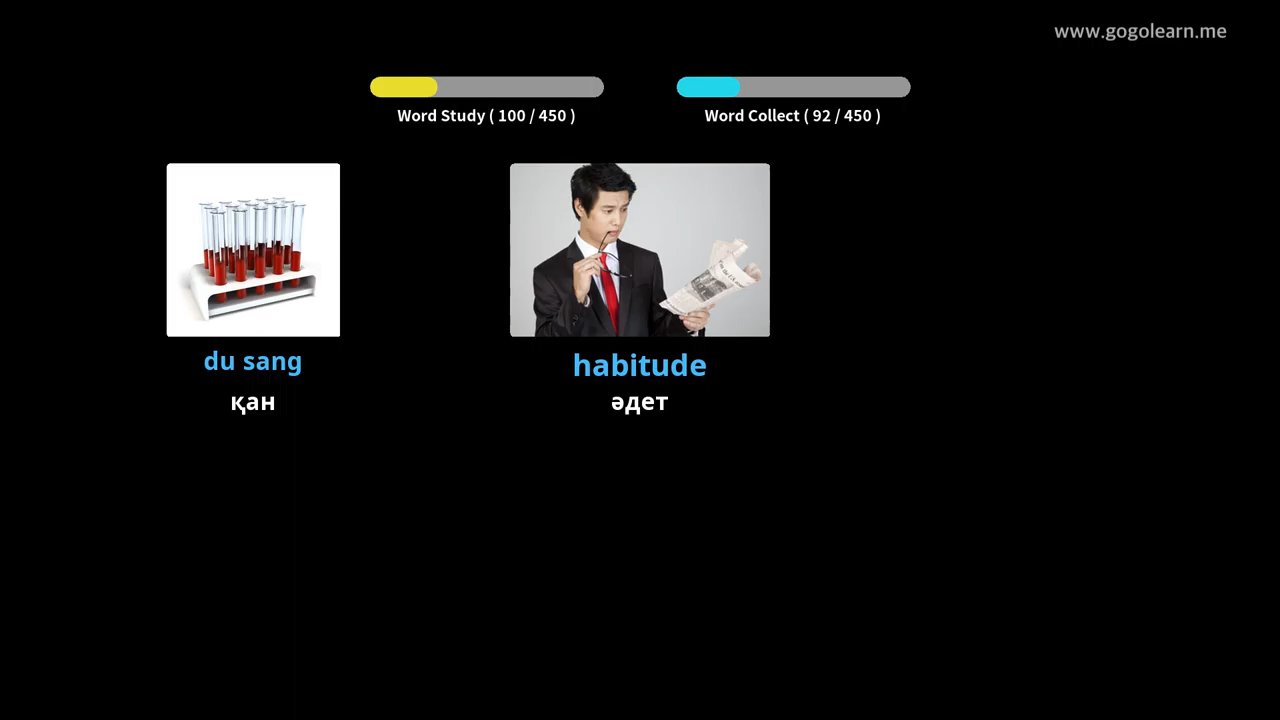 www.gogolearn.me
Word Study ( 100 / 450 )
Word Collect ( 92 / 450 )
du sang
қан
habitude
әдет